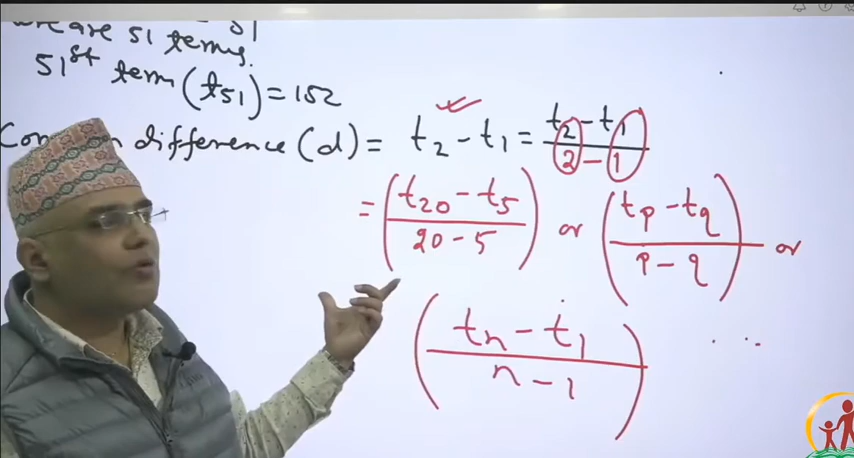 are 51 terms.
51st term (t51) = 152
difference (d) = t2 - t1 = (t2 - t1)/(2 - 1)
= ((t20 - t5)/(20 - 5)) or ((tp - tq)/(p - q)) or
((tn - t1)/(n - 1)) ...